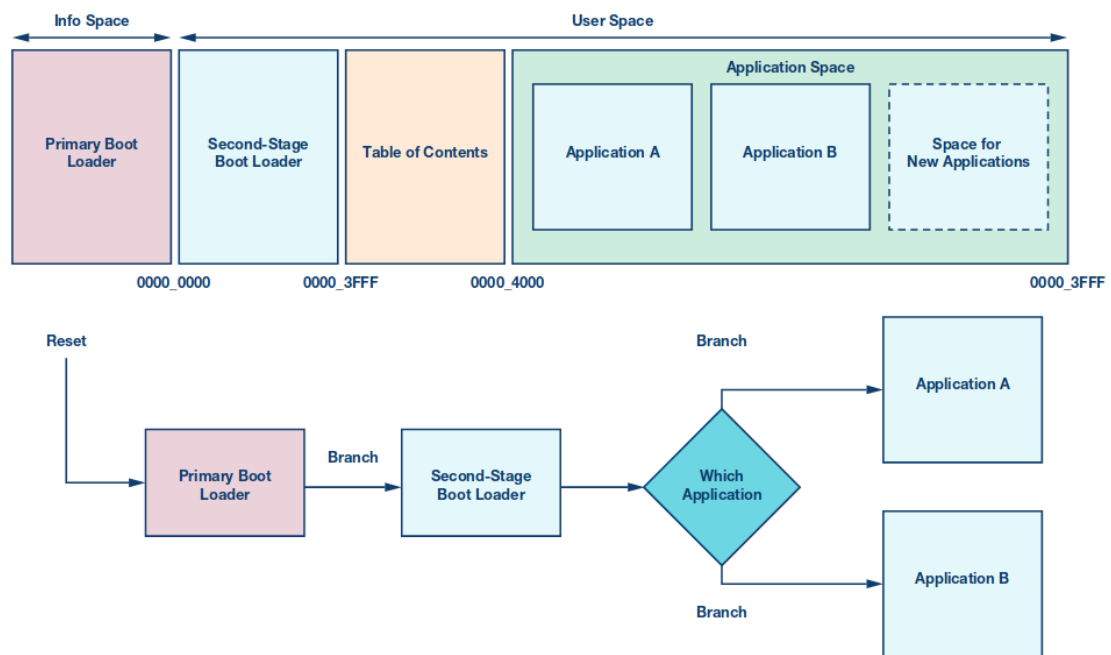 Info Space
User Space
Primary Boot
Loader
Second-Stage
Boot Loader
Table of Contents
Application Space
Application A
Application B
Space for
New Applications
0000_0000
0000_3FFF
0000_4000
0000_3FFF
Reset
Primary Boot
Loader
Branch
Second-Stage
Boot Loader
Which
Application
Branch
Application A
Branch
Application B